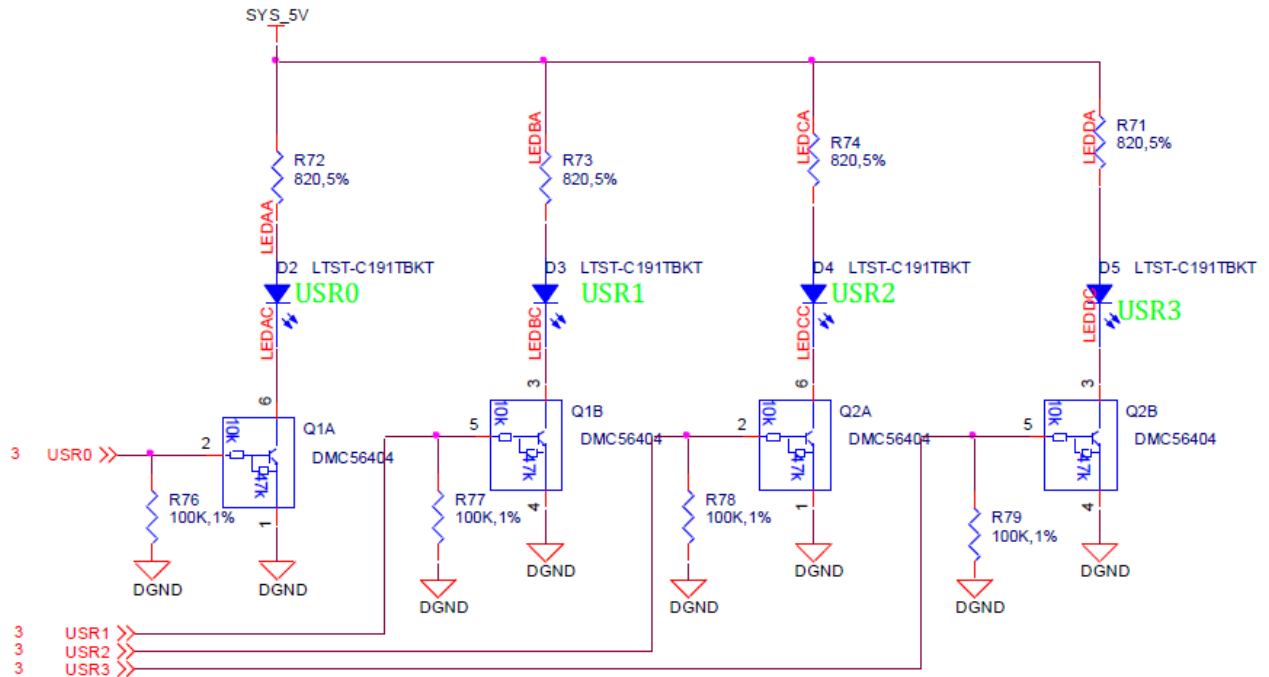 SYS_5V
LEDBA
LEDCA
LEDDA
R72
820,5%
R73
820,5%
R74
820,5%
R71
820,5%
LEDAA
D2 LTST-C191TBKT
USR0
D3 LTST-C191TBKT
USR1
D4 LTST-C191TBKT
USR2
D5 LTST-C191TBKT
USR3
LEDAC
LEDBC
LEDCC
LEDDC
6
3
6
3
3 USR0
2
10k
47k
Q1A
DMC56404
1
5
10k
47k
Q1B
DMC56404
4
2
10k
47k
Q2A
DMC56404
1
5
10k
47k
Q2B
DMC56404
4
R76
100K,1%
R77
100K,1%
R78
100K,1%
R79
100K,1%
DGND
DGND
DGND
DGND
DGND
DGND
DGND
DGND
3 USR1
3 USR2
3 USR3